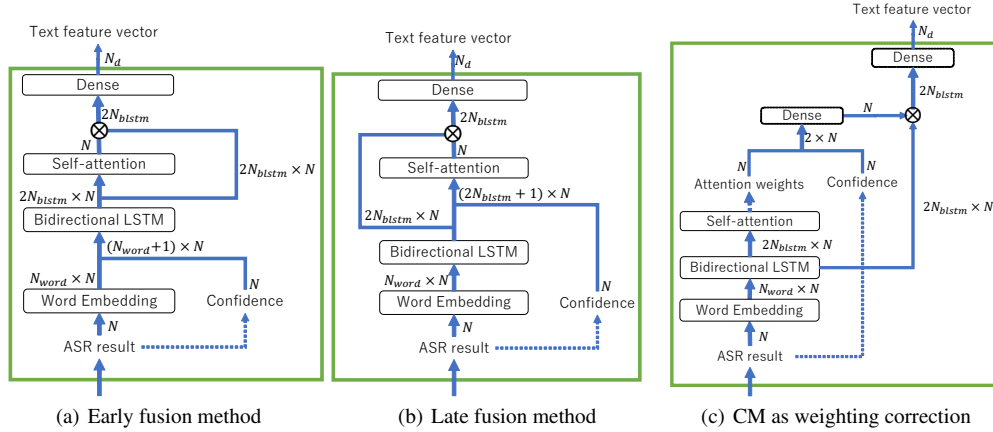 Text feature vector
N_d
Dense
2N_blstm
N
Self-attention
2N_blstm × N
2N_blstm × N
Bidirectional LSTM
(N_word+1) × N
N_word × N
N
Word Embedding
Confidence
N
ASR result
(a) Early fusion method
Text feature vector
N_d
Dense
2N_blstm
N
Self-attention
(2N_blstm + 1) × N
2N_blstm × N
Bidirectional LSTM
N_word × N
N
Word Embedding
Confidence
N
ASR result
(b) Late fusion method
Text feature vector
N_d
Dense
2N_blstm
Dense
N
2 × N
N
N
Attention weights
Confidence
Self-attention
2N_blstm × N
2N_blstm × N
Bidirectional LSTM
N_word × N
Word Embedding
N
ASR result
(c) CM as weighting correction